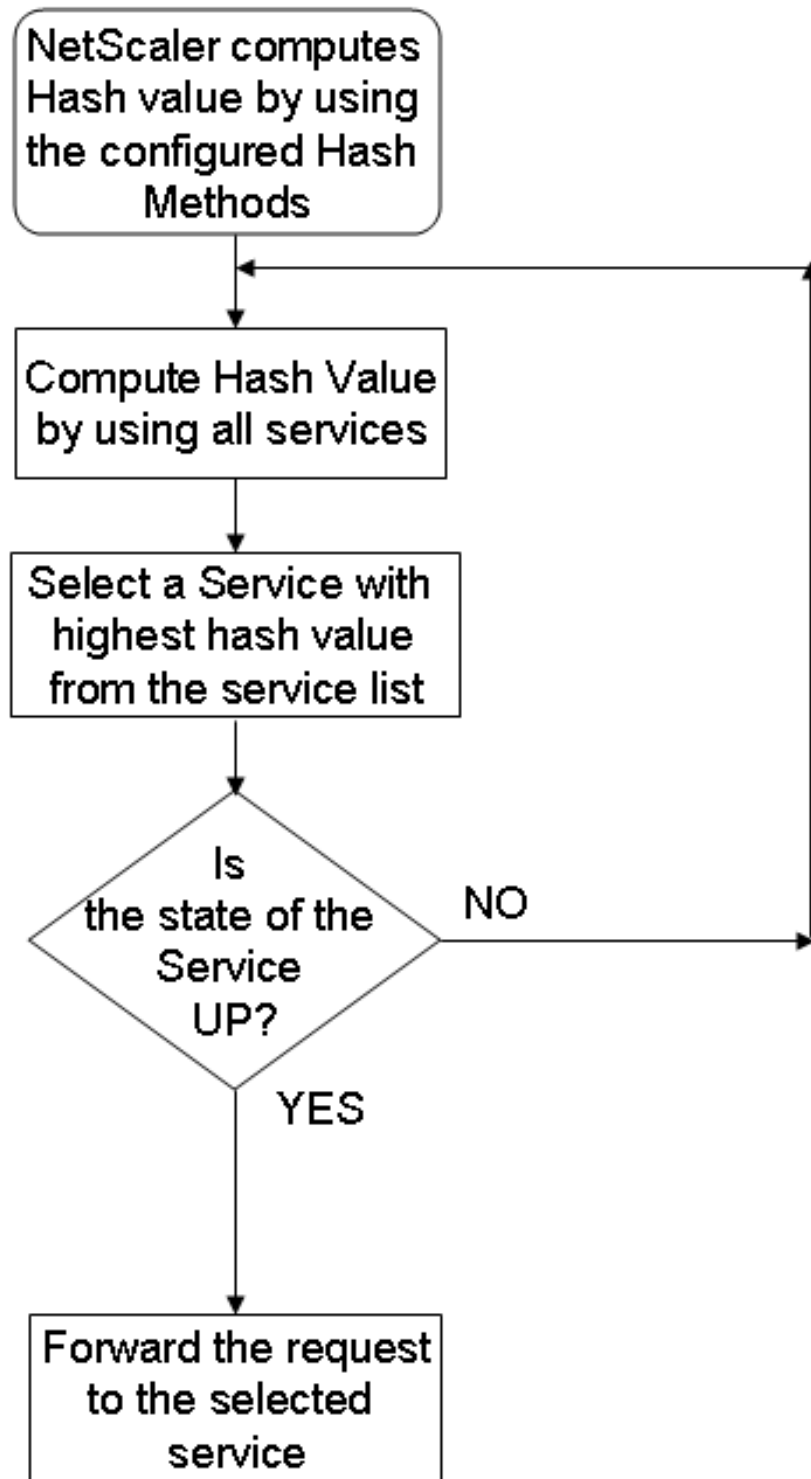 NetScaler computes
Hash value by using
the configured Hash
Methods
Compute Hash Value
by using all services
Select a Service with
highest hash value
from the service list
Is
the state of the
Service
UP?
NO
YES
Forward the request
to the selected
service